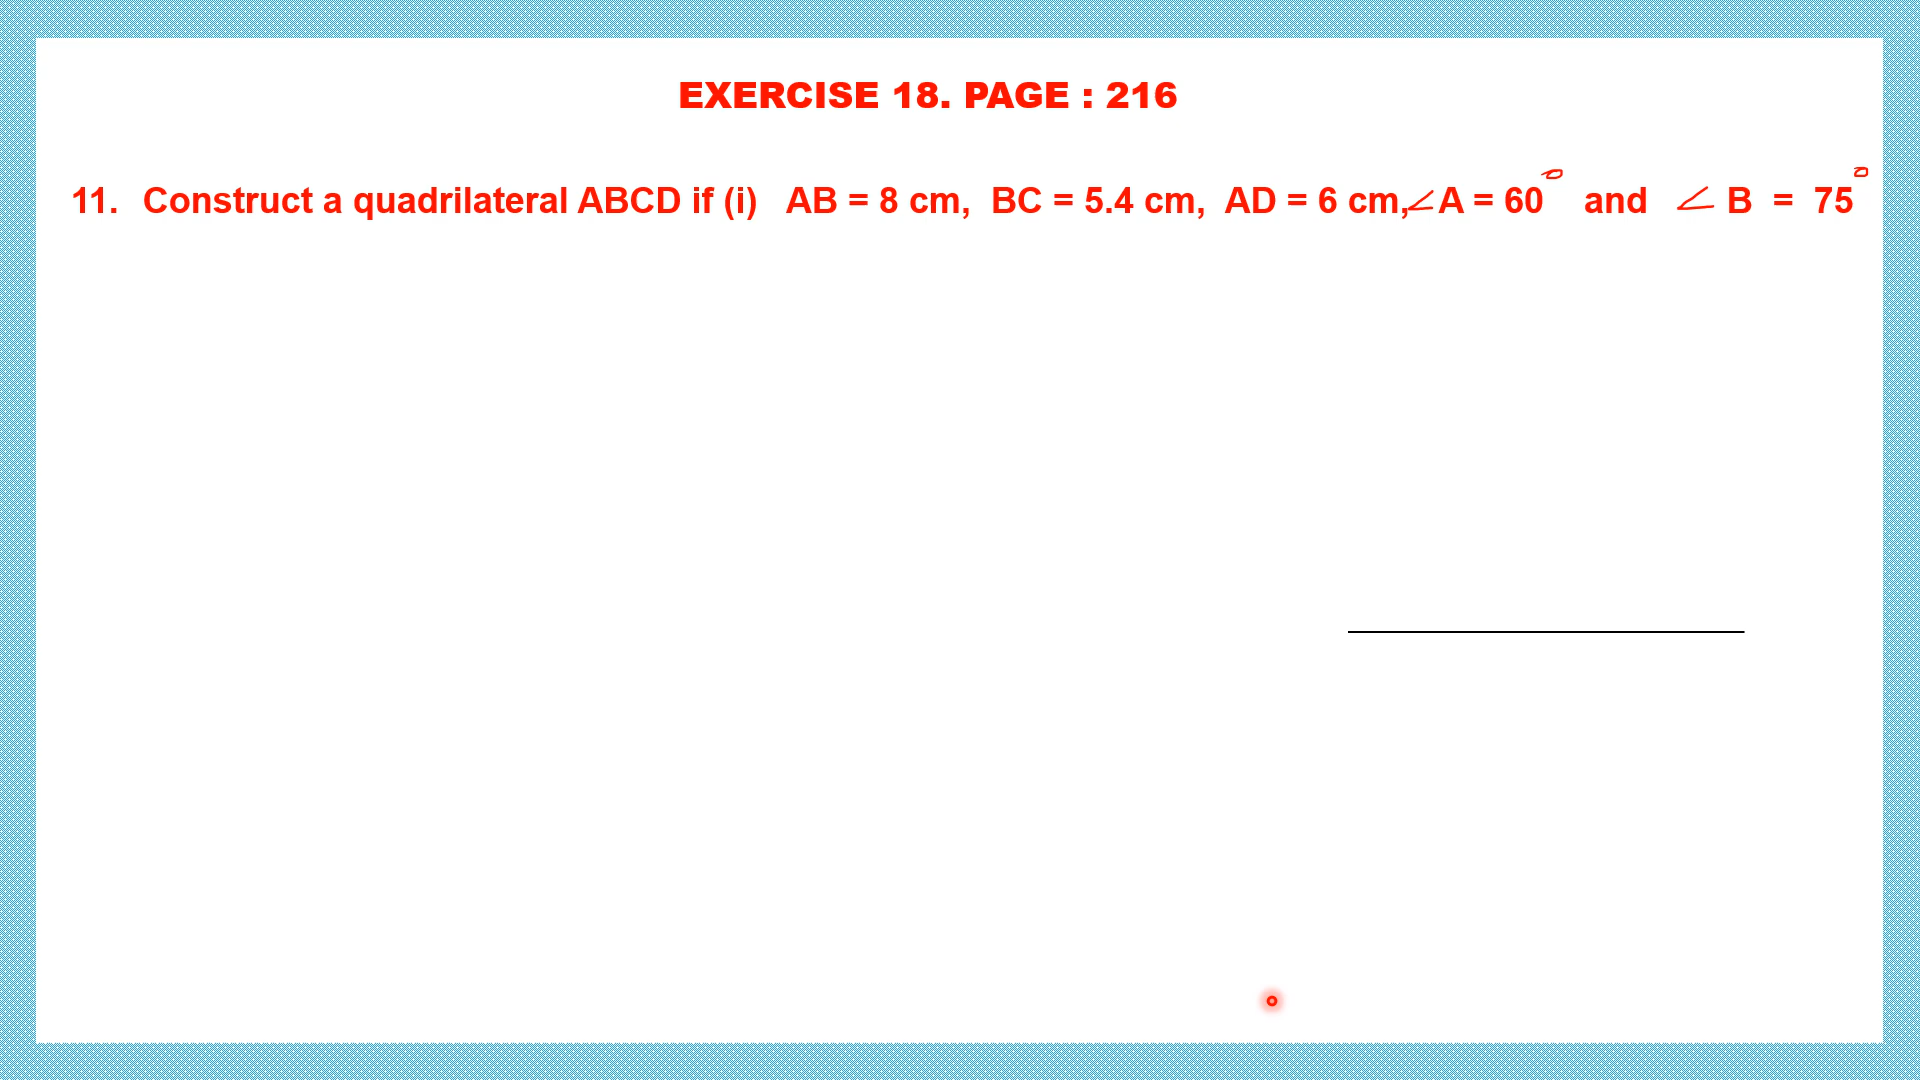 EXERCISE 18. PAGE : 216
11. Construct a quadrilateral ABCD if (i) AB = 8 cm, BC = 5.4 cm, AD = 6 cm, ∠A = 60° and ∠ B = 75°